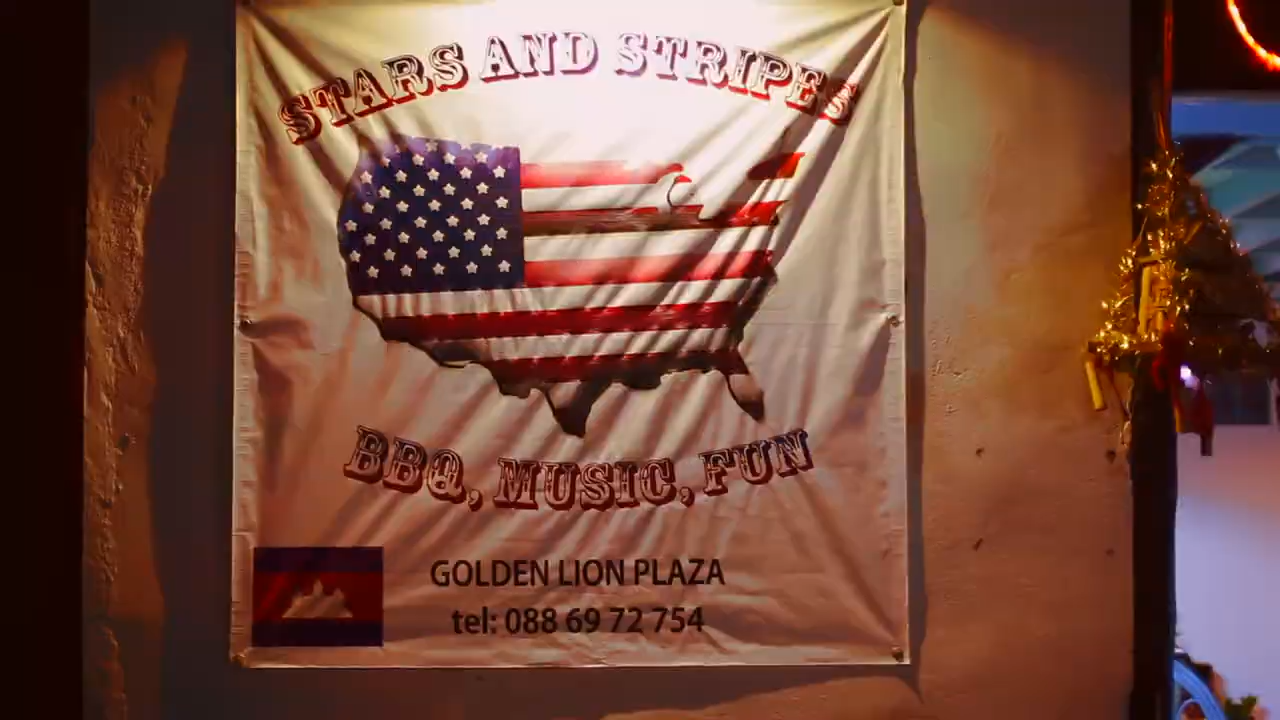 STARS AND STRIPES
BBQ, MUSIC, FUN
GOLDEN LION PLAZA
tel: 088 69 72 754